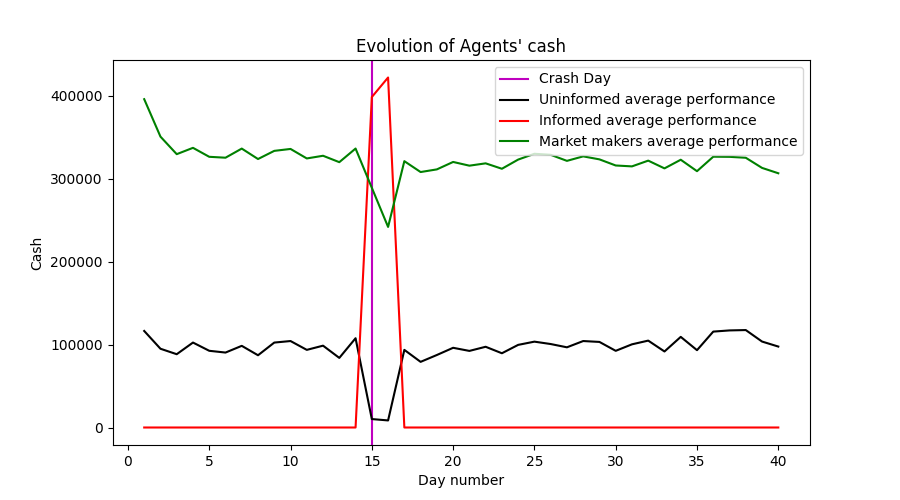 Evolution of Agents' cash
Crash Day
Uninformed average performance
Informed average performance
Market makers average performance
400000
300000
200000
100000
0
Cash
0 5 10 15 20 25 30 35 40
Day number